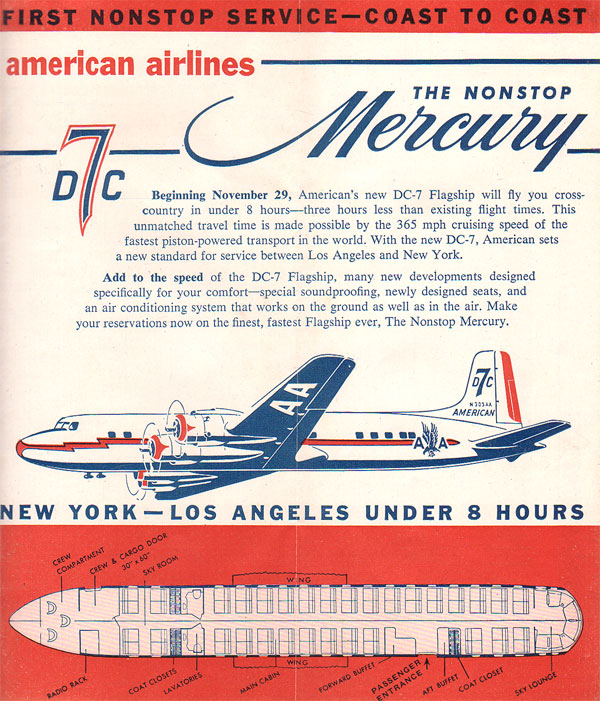 FIRST NONSTOP SERVICE—COAST TO COAST
american airlines
THE NONSTOP
Mercury
DC7
Beginning November 29, American's new DC-7 Flagship will fly you cross-
country in under 8 hours—three hours less than existing flight times. This
unmatched travel time is made possible by the 365 mph cruising speed of the
fastest piston-powered transport in the world. With the new DC-7, American sets
a new standard for service between Los Angeles and New York.
Add to the speed of the DC-7 Flagship, many new developments designed
specifically for your comfort—special soundproofing, newly designed seats, and
an air conditioning system that works on the ground as well as in the air. Make
your reservations now on the finest, fastest Flagship ever, The Nonstop Mercury.
DC7
N305AA
AMERICAN
AA
AA
NEW YORK—LOS ANGELES UNDER 8 HOURS
CREW
COMPARTMENT
CREW & CARGO DOOR
30" x 60"
SKY ROOM
WING
WING
RADIO RACK
COAT CLOSETS
LAVATORIES
MAIN CABIN
FORWARD BUFFET
PASSENGER
ENTRANCE
AFT BUFFET
COAT CLOSET
SKY LOUNGE